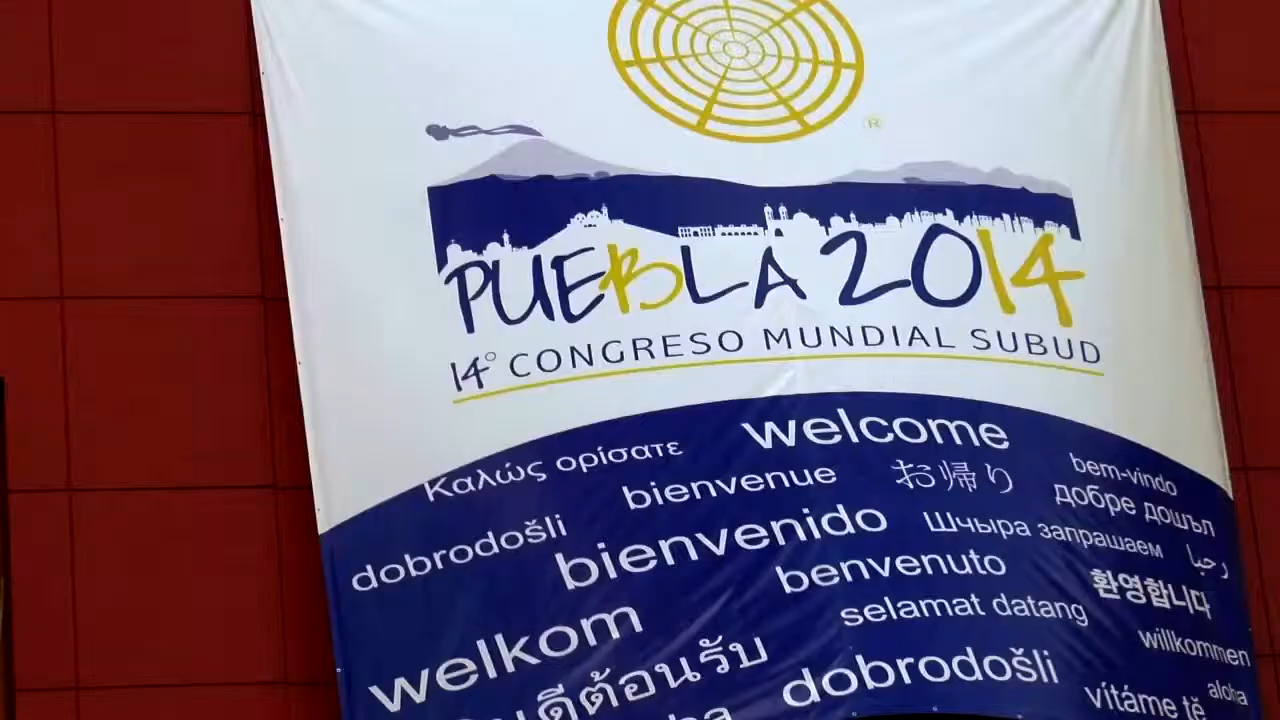 ®
PUEBLA 2014
14° CONGRESO MUNDIAL SUBUD
welcome
Καλώς ορίσατε
bienvenue
お帰り
bem-vindo
добре дошъл
dobrodošli
bienvenido
Шчыра запрашаем
benvenuto
환영합니다
selamat datang
welkom
willkommen
ดีต้อนรับ
dobrodošli
aloha
vítáme tě